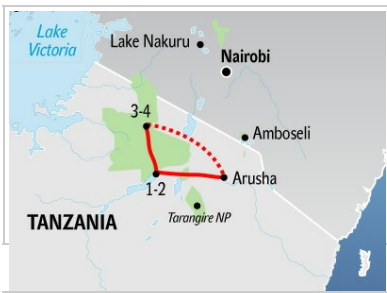 Lake
Victoria
Lake Nakuru
Nairobi
3-4
Amboseli
1-2
Arusha
TANZANIA
Tarangire NP